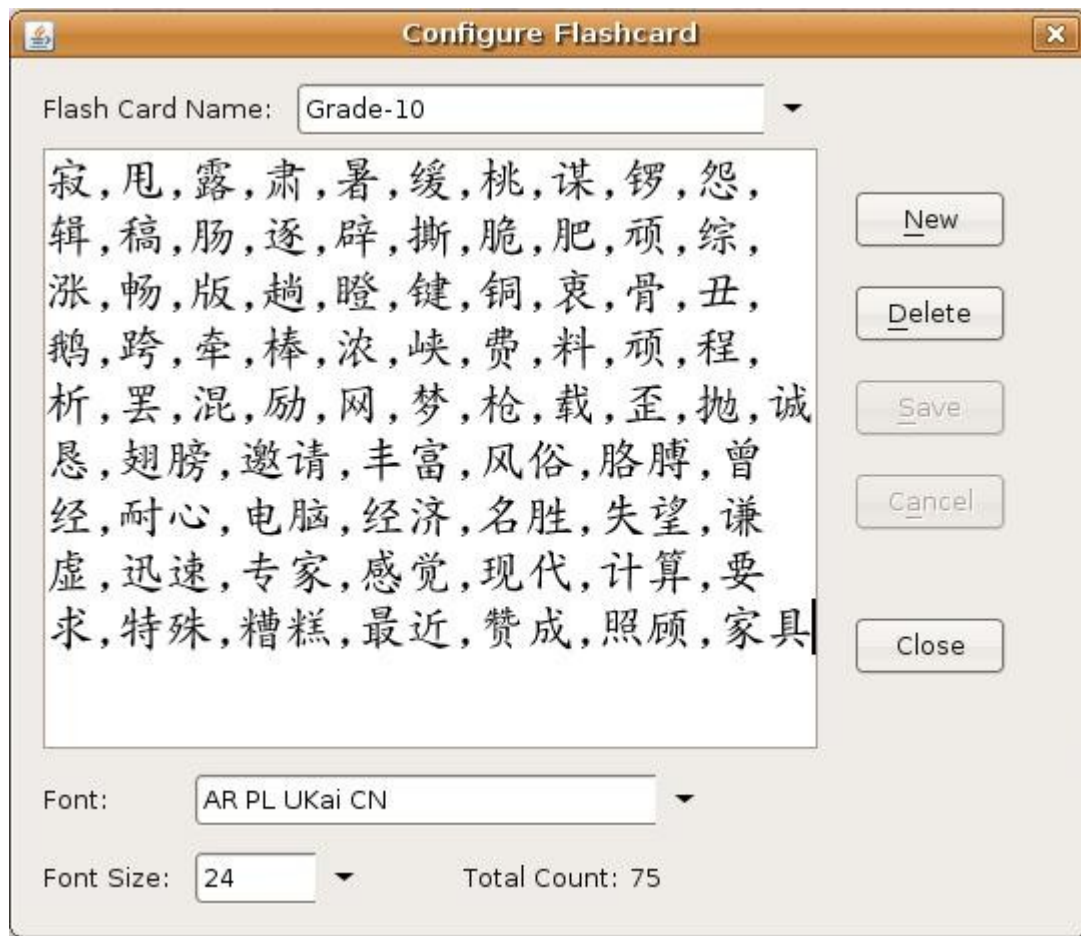 Configure Flashcard
Flash Card Name: Grade-10
寂,甩,露,肃,暑,缓,桃,谋,锣,怨,
辑,稿,肠,逐,辟,撕,脆,肥,顽,综,
涨,畅,版,趟,瞪,键,铜,衷,骨,丑,
鹅,跨,牵,棒,浓,峡,费,料,顽,程,
析,罢,混,励,网,梦,枪,载,歪,抛,诚
恳,翅膀,邀请,丰富,风俗,胳膊,曾
经,耐心,电脑,经济,名胜,失望,谦
虚,迅速,专家,感觉,现代,计算,要
求,特殊,糟糕,最近,赞成,照顾,家具
New
Delete
Save
Cancel
Close
Font: AR PL UKai CN
Font Size: 24 Total Count: 75